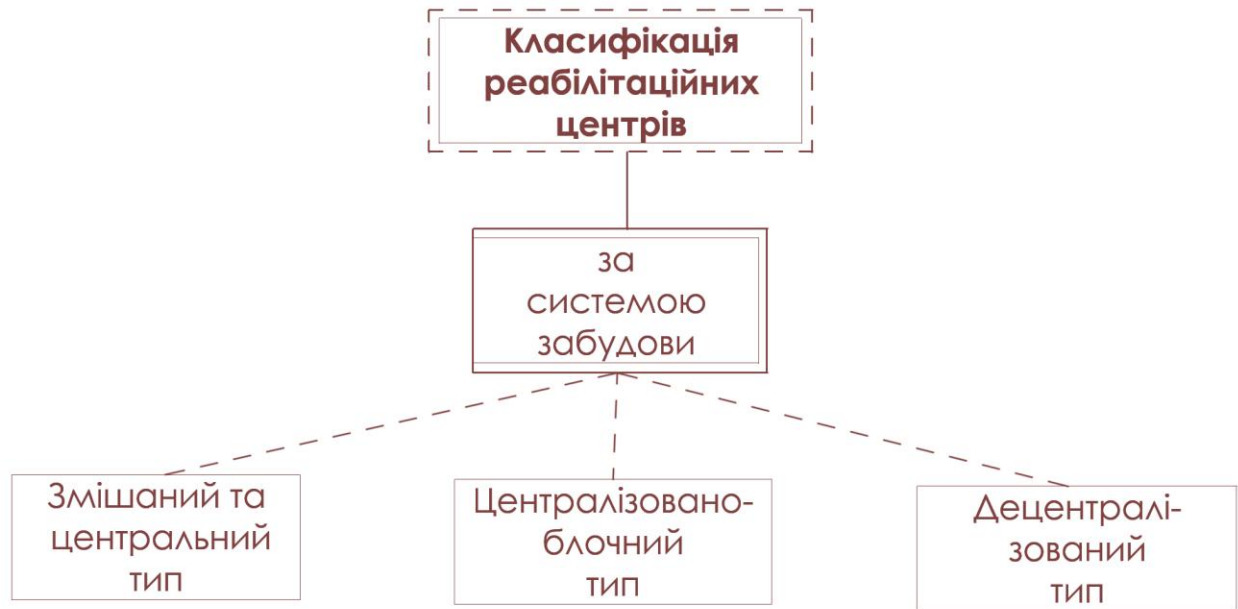 Класифікація
реабілітаційних
центрів
за
системою
забудови
Змішаний та
центральний
тип
Централізовано-
блочний
тип
Децентралі-
зований
тип